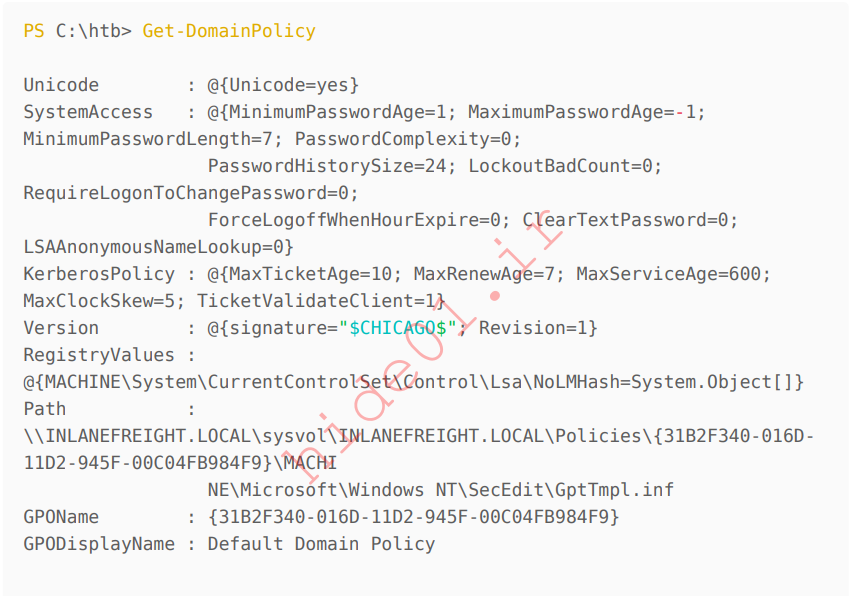 PS C:\htb> Get-DomainPolicy
Unicode         : @{Unicode=yes}
SystemAccess   : @{MinimumPasswordAge=1; MaximumPasswordAge=-1;
MinimumPasswordLength=7; PasswordComplexity=0;
                 PasswordHistorySize=24; LockoutBadCount=0;
RequireLogonToChangePassword=0;
                 ForceLogoffWhenHourExpire=0; ClearTextPassword=0;
LSAAnonymousNameLookup=0}
KerberosPolicy : @{MaxTicketAge=10; MaxRenewAge=7; MaxServiceAge=600;
MaxClockSkew=5; TicketValidateClient=1}
Version        : @{signature="$CHICAGO$"; Revision=1}
RegistryValues :
@{MACHINE\System\CurrentControlSet\Control\Lsa\NoLMHash=System.Object[]}
Path           :
\\INLANEFREIGHT.LOCAL\sysvol\INLANEFREIGHT.LOCAL\Policies\{31B2F340-016D-
11D2-945F-00C04FB984F9}\MACHI
                 NE\Microsoft\Windows NT\SecEdit\GptTmpl.inf
GPOName        : {31B2F340-016D-11D2-945F-00C04FB984F9}
GPODisplayName : Default Domain Policy
hide01.ir